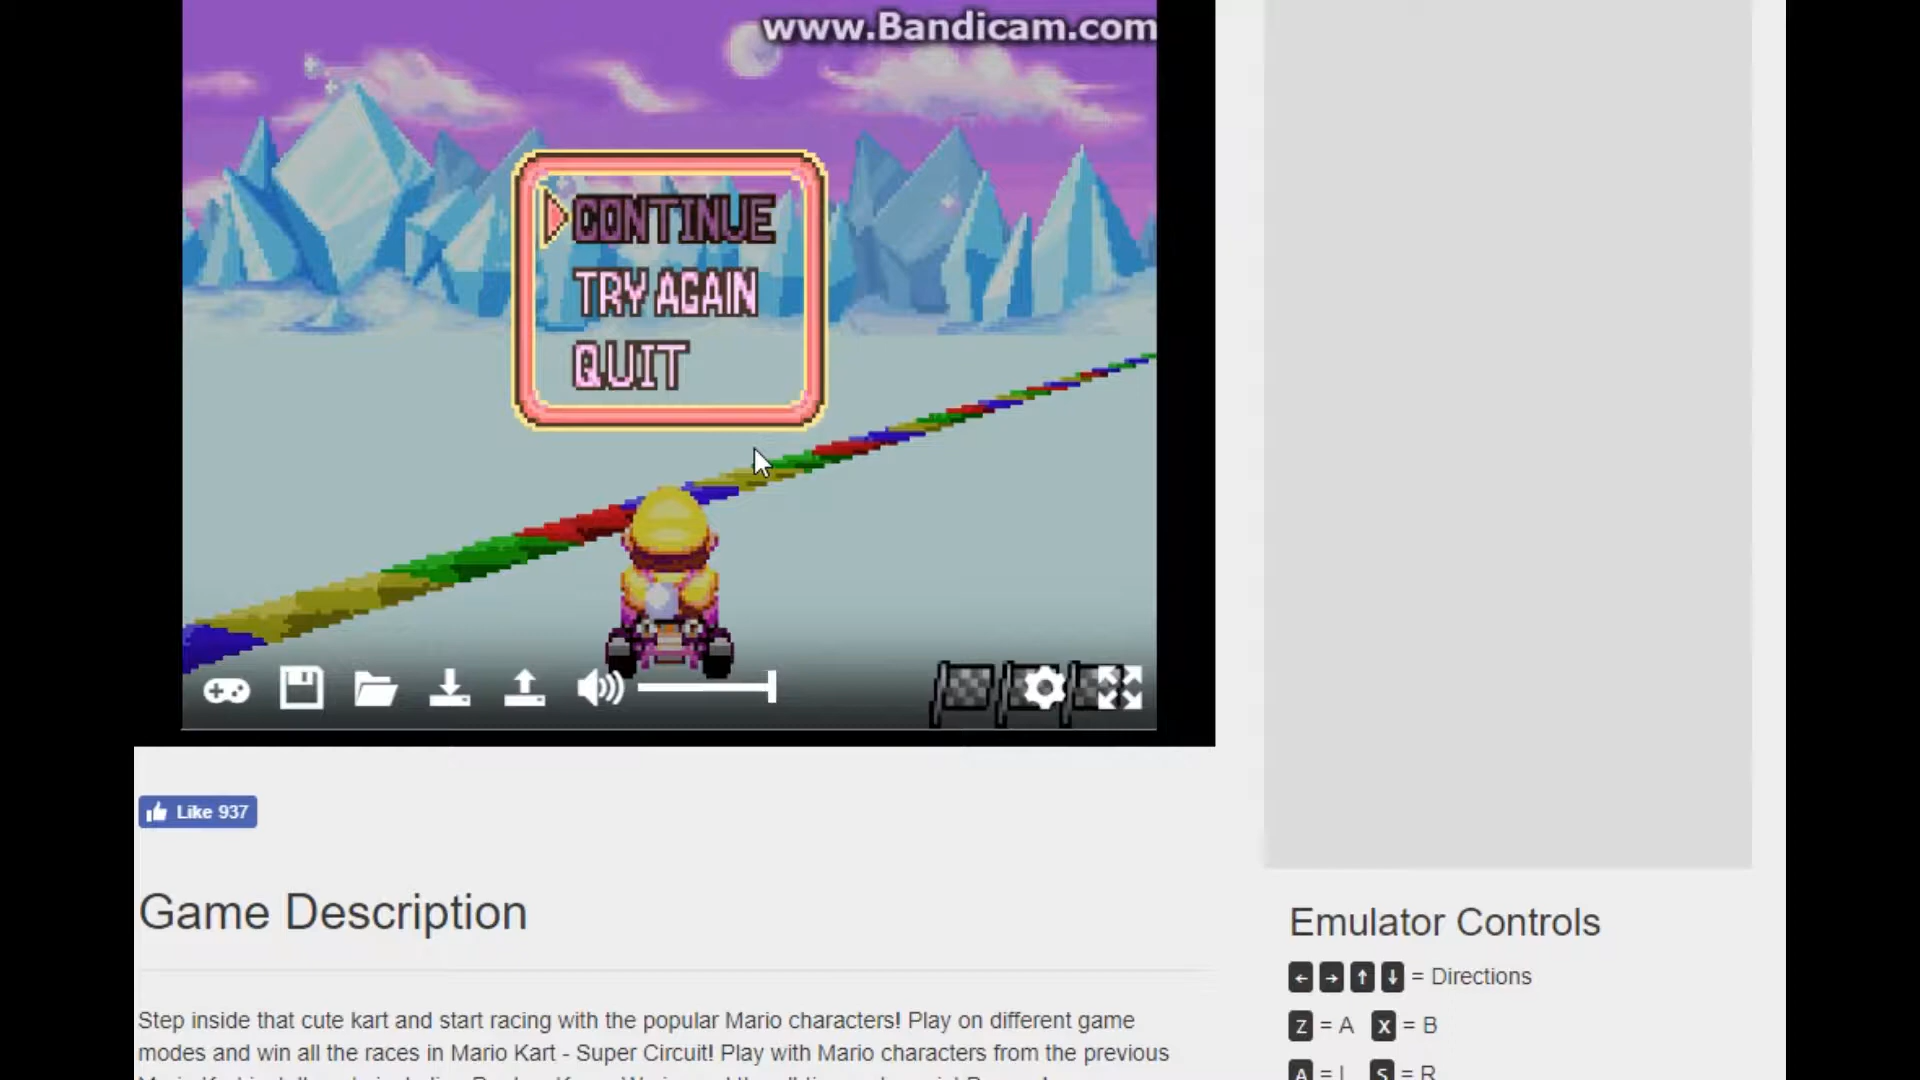 www.Bandicam.com
CONTINUE
TRY AGAIN
QUIT
Like 937
Game Description
Step inside that cute kart and start racing with the popular Mario characters! Play on different game
modes and win all the races in Mario Kart - Super Circuit! Play with Mario characters from the previous
Emulator Controls
← → ↑ ↓ = Directions
Z = A X = B
A = L S = R